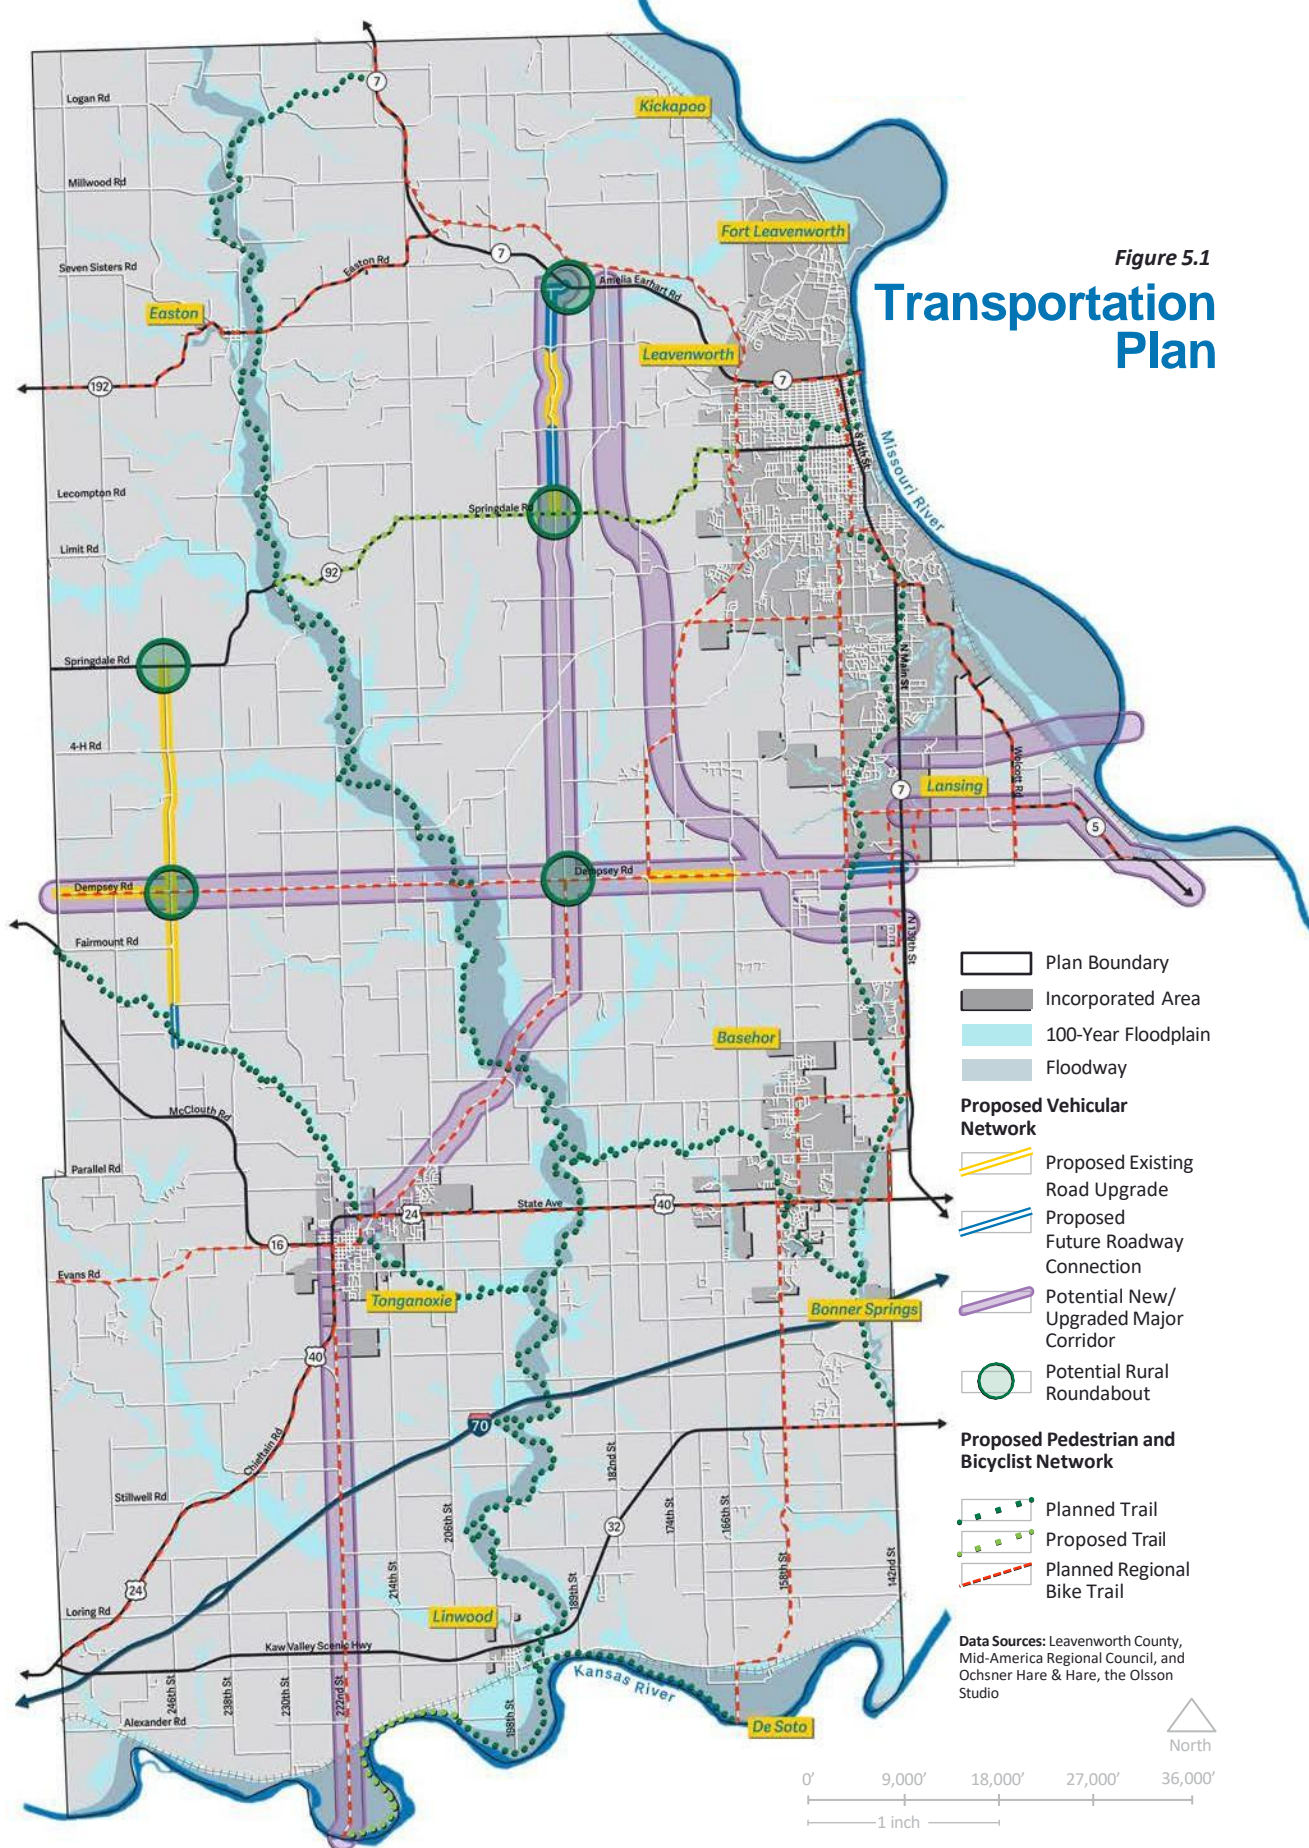 7
Logan Rd
Kickapoo
Millwood Rd
Fort Leavenworth
Figure 5.1
Transportation
Plan
7
Seven Sisters Rd
Easton Rd
Amelia Earhart Rd
Easton
Leavenworth
192
7
S 4th St
Missouri River
Lecompton Rd
Springdale Rd
Limit Rd
92
Springdale Rd
N Main St
4-H Rd
Wolcott Rd
7
Lansing
5
Dempsey Rd
Dempsey Rd
Dempsey Rd
Fairmount Rd
N 139th St
Basehor
McClouth Rd
Parallel Rd
State Ave
40
24
16
Evans Rd
Tonganoxie
Bonner Springs
40
70
Chieftain Rd
182nd St
Stillwell Rd
206th St
174th St
166th St
32
214th St
158th St
142nd St
24
189th St
Loring Rd
Linwood
Kaw Valley Scenic Hwy
Kansas River
246th St
238th St
230th St
222nd St
198th St
Alexander Rd
De Soto
Plan Boundary
Incorporated Area
100-Year Floodplain
Floodway
Proposed Vehicular
Network
Proposed Existing
Road Upgrade
Proposed
Future Roadway
Connection
Potential New/
Upgraded Major
Corridor
Potential Rural
Roundabout
Proposed Pedestrian and
Bicyclist Network
Planned Trail
Proposed Trail
Planned Regional
Bike Trail
Data Sources: Leavenworth County,
Mid-America Regional Council, and
Ochsner Hare & Hare, the Olsson
Studio
North
0’ 9,000’ 18,000’ 27,000’ 36,000’
1 inch